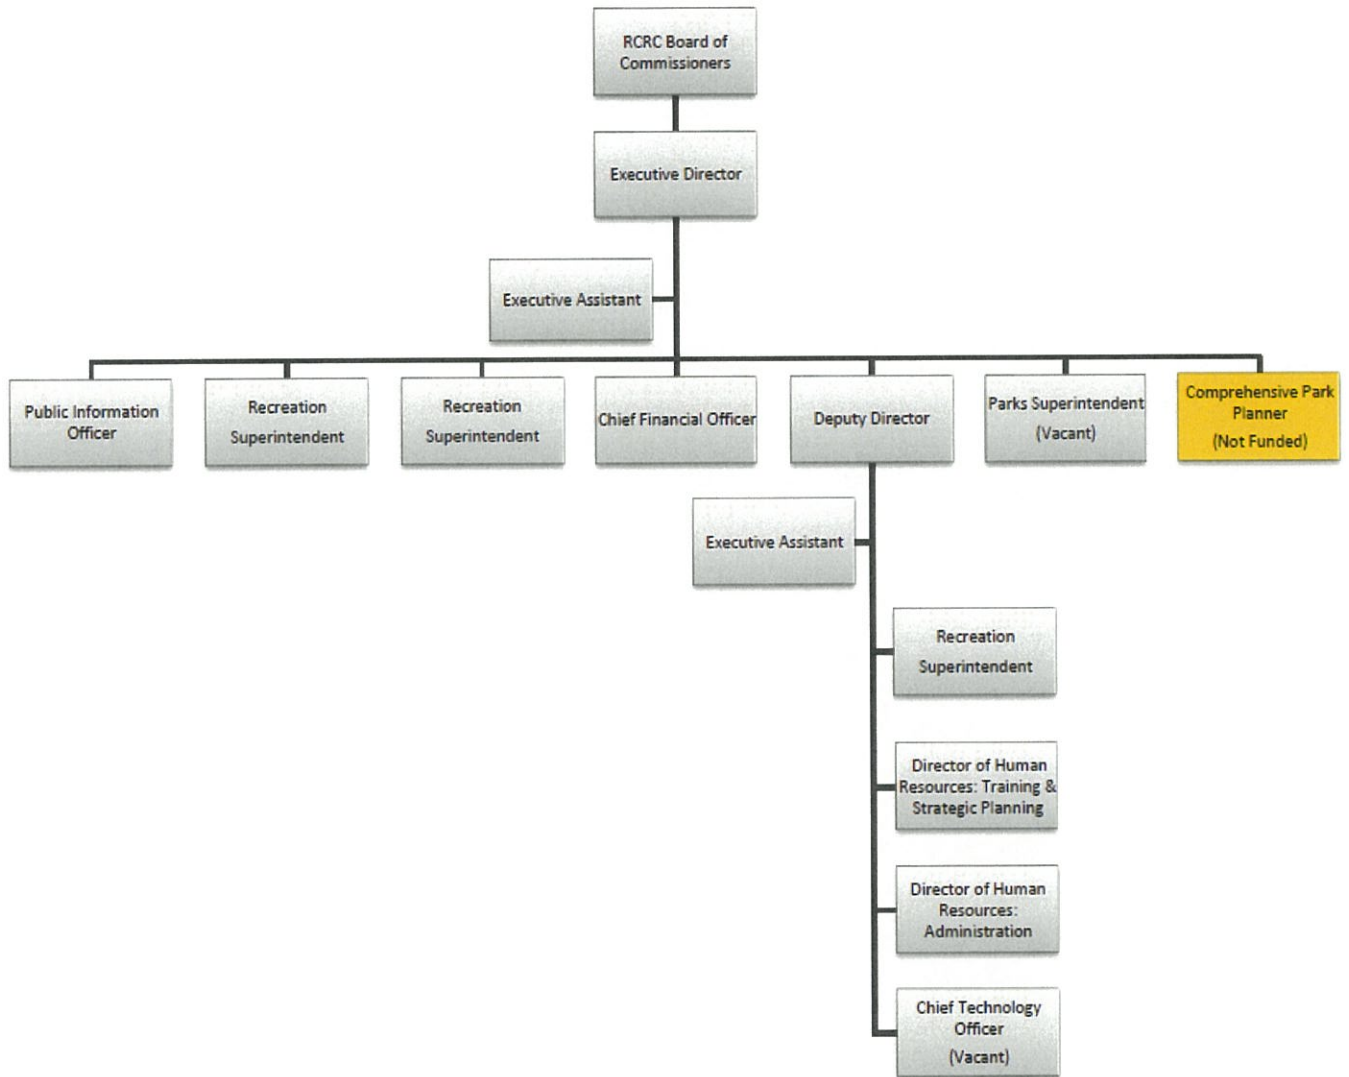 RCRC Board of
Commissioners
Executive Director
Executive Assistant
Public Information
Officer
Recreation
Superintendent
Recreation
Superintendent
Chief Financial Officer
Deputy Director
Parks Superintendent
(Vacant)
Comprehensive Park
Planner
(Not Funded)
Executive Assistant
Recreation
Superintendent
Director of Human
Resources: Training &
Strategic Planning
Director of Human
Resources:
Administration
Chief Technology
Officer
(Vacant)